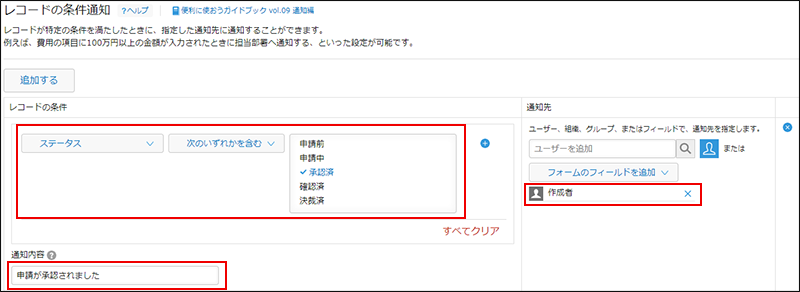 レコードの条件通知 ?ヘルプ 便利に使おうガイドブック vol.09 通知編
レコードが特定の条件を満たしたときに、指定した通知先に通知することができます。
例えば、費用の項目に100万円以上の金額が入力されたときに担当部署へ通知する、といった設定が可能です。
追加する
レコードの条件
ステータス
次のいずれかを含む
申請前
申請中
承認済
確認済
決裁済
すべてクリア
通知内容 ?
申請が承認されました
通知先
ユーザー、組織、グループ、またはフィールドで、通知先を指定します。
ユーザーを追加 または
フォームのフィールドを追加
作成者